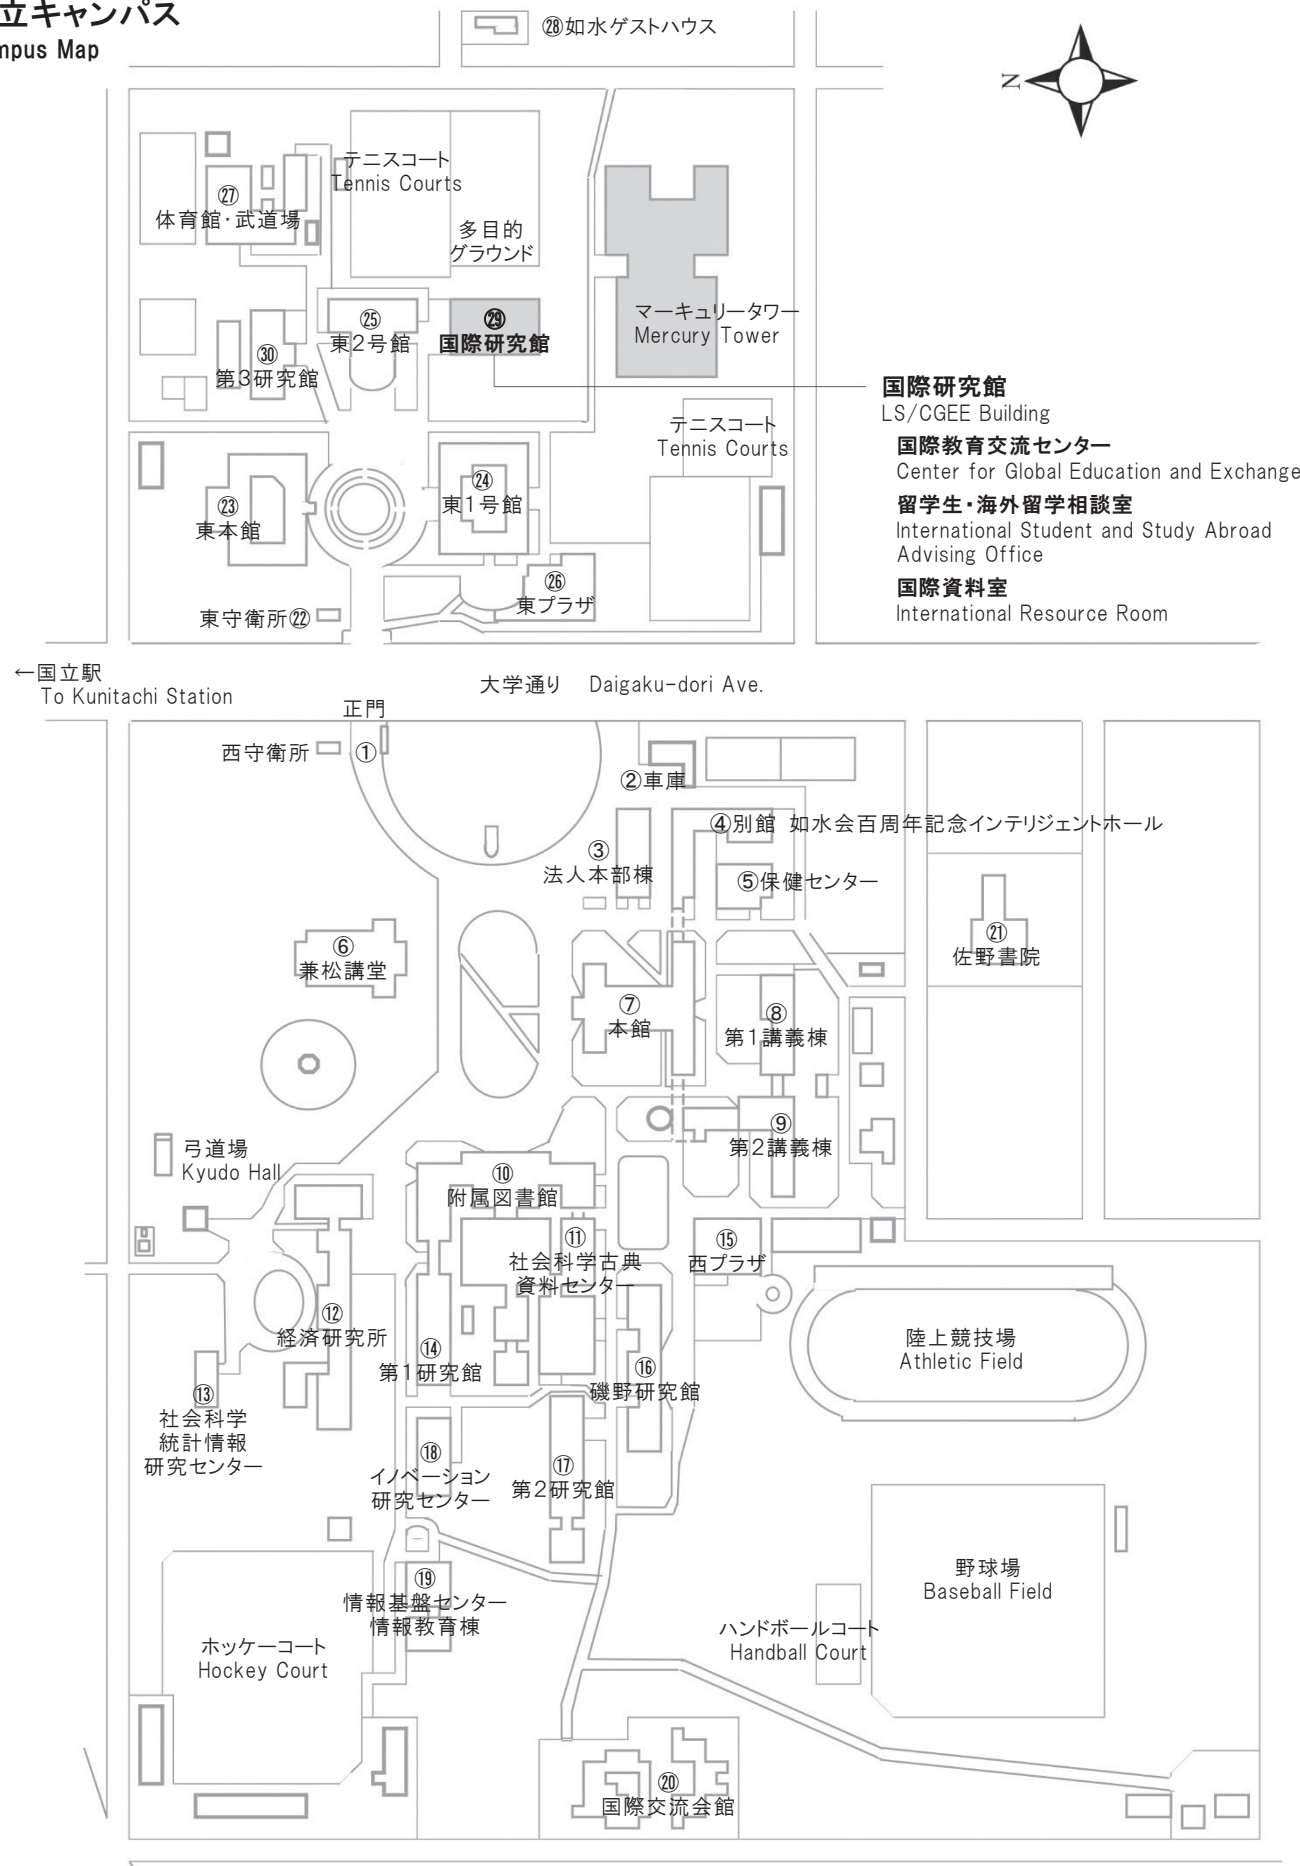 立キャンパス
mpus Map
㉘如水ゲストハウス
N
テニスコート
Tennis Courts
㉗
体育館・武道場
多目的
グラウンド
マーキュリータワー
Mercury Tower
㉕
東2号館
㉙
国際研究館
㉚
第3研究館
国際研究館
LS/CGEE Building
国際教育交流センター
Center for Global Education and Exchange
留学生・海外留学相談室
International Student and Study Abroad
Advising Office
国際資料室
International Resource Room
テニスコート
Tennis Courts
㉓
東本館
㉔
東1号館
㉖
東プラザ
東守衛所㉒
←国立駅
To Kunitachi Station
大学通り Daigaku-dori Ave.
正門
西守衛所
①
②車庫
③
法人本部棟
④別館 如水会百周年記念インテリジェントホール
⑤保健センター
⑥
兼松講堂
㉑
佐野書院
⑦
本館
⑧
第1講義棟
⑨
第2講義棟
弓道場
Kyudo Hall
⑩
附属図書館
⑪
社会科学古典
資料センター
⑮
西プラザ
⑫
経済研究所
⑭
第1研究館
⑯
磯野研究館
陸上競技場
Athletic Field
⑬
社会科学
統計情報
研究センター
⑱
イノベーション
研究センター
⑰
第2研究館
野球場
Baseball Field
⑲
情報基盤センター
情報教育棟
ハンドボールコート
Handball Court
ホッケーコート
Hockey Court
⑳
国際交流会館